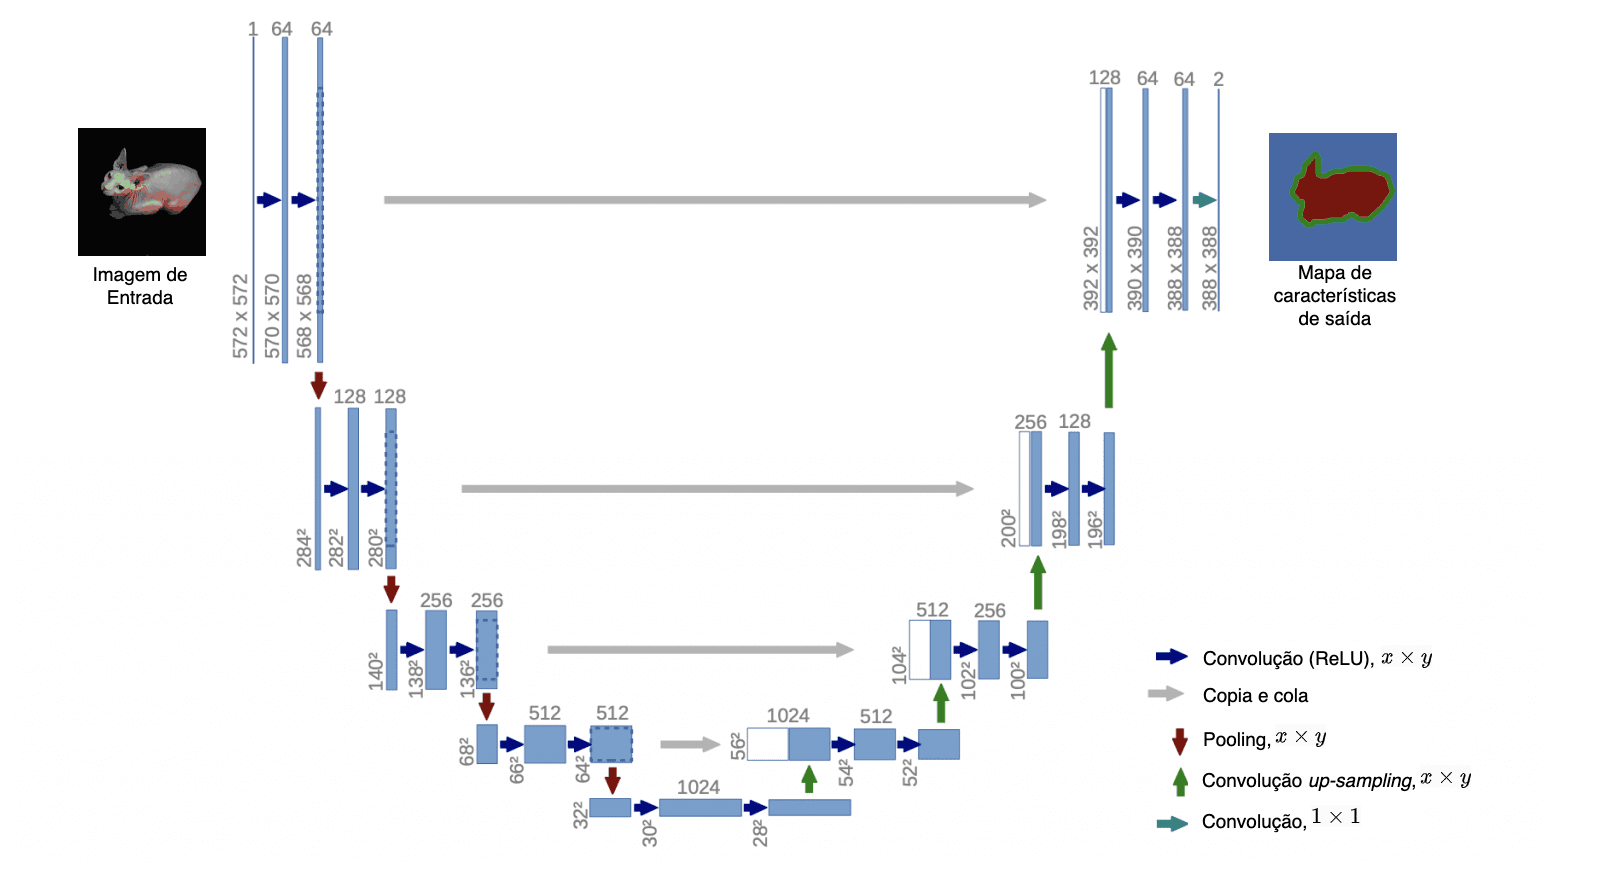 1 64 64
572 x 572
570 x 570
568 x 568
Imagem de
Entrada
128 64 64 2
392 x 392
390 x 390
388 x 388
388 x 388
Mapa de
características
de saída
128 128
284²
282²
280²
256 128
200²
198²
196²
256 256
140²
138²
136²
512 256
104²
102²
100²
512 512
68²
66²
64²
1024 512
56²
54²
52²
1024
32²
30²
28²
Convolução (ReLU), x × y
Copia e cola
Pooling, x × y
Convolução up-sampling, x × y
Convolução, 1 × 1